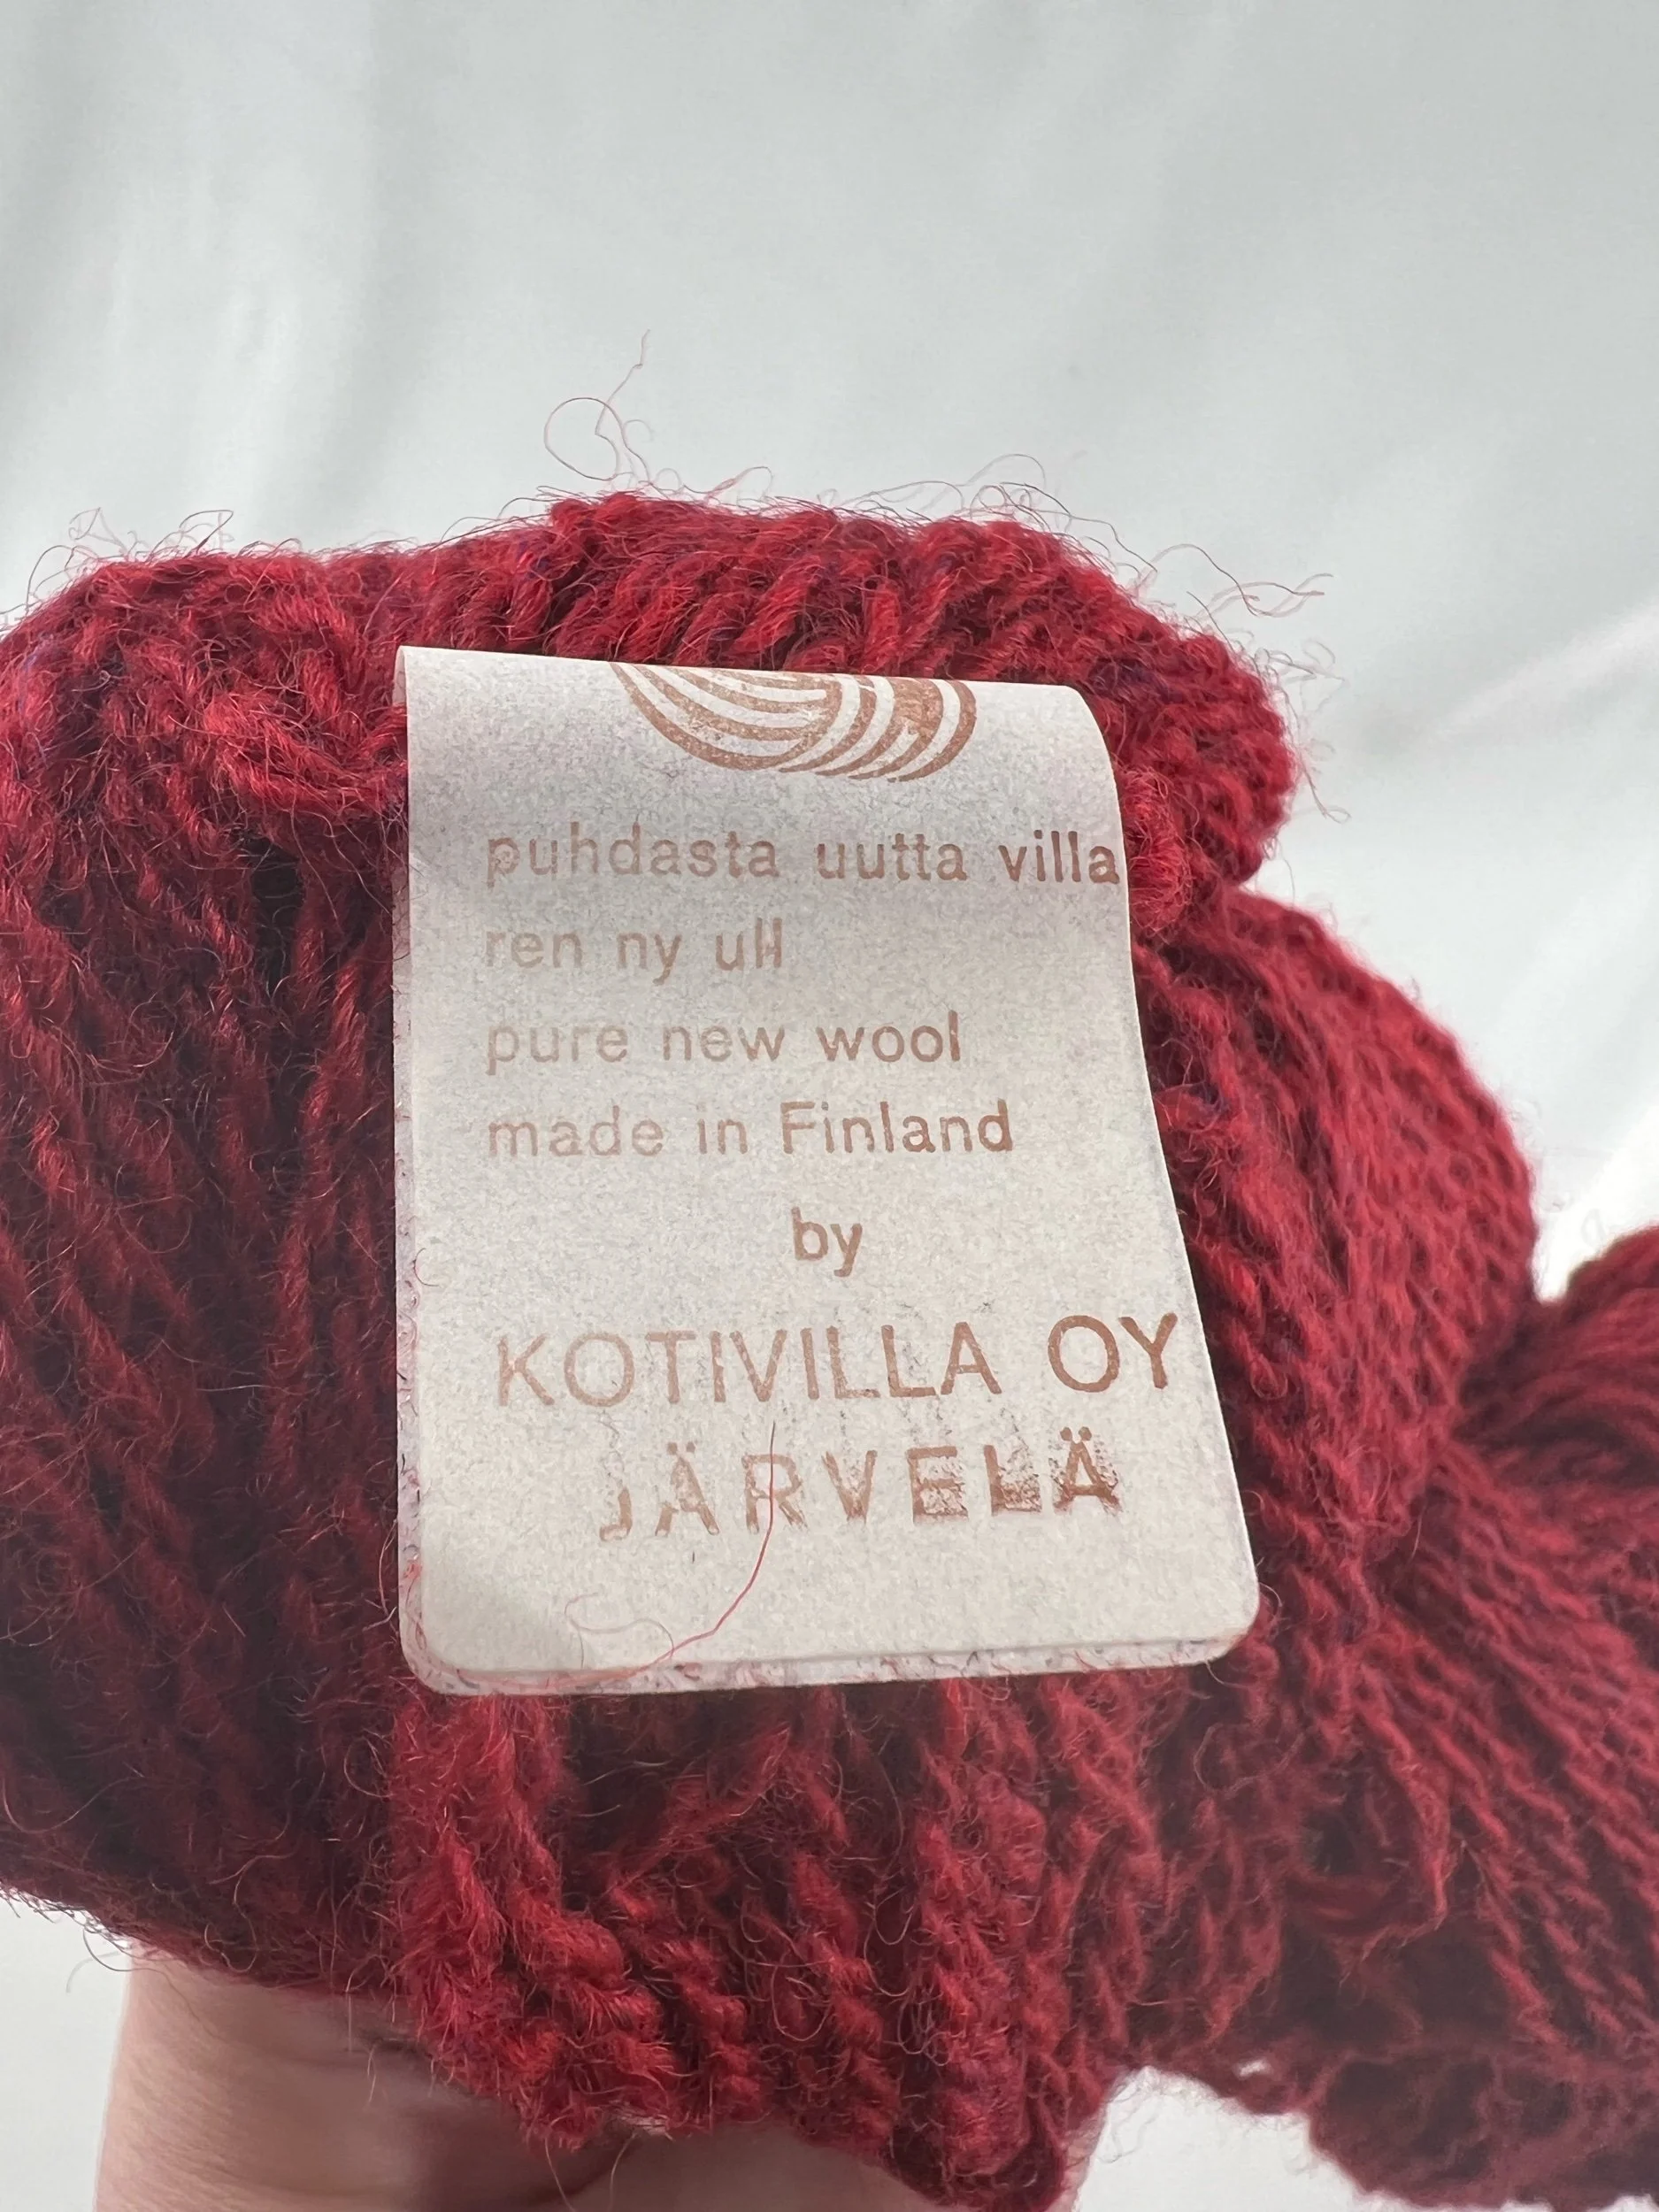 puhdasta uutta villa
ren ny ull
pure new wool
made in Finland
by
KOTIVILLA OY
JÄRVELÄ